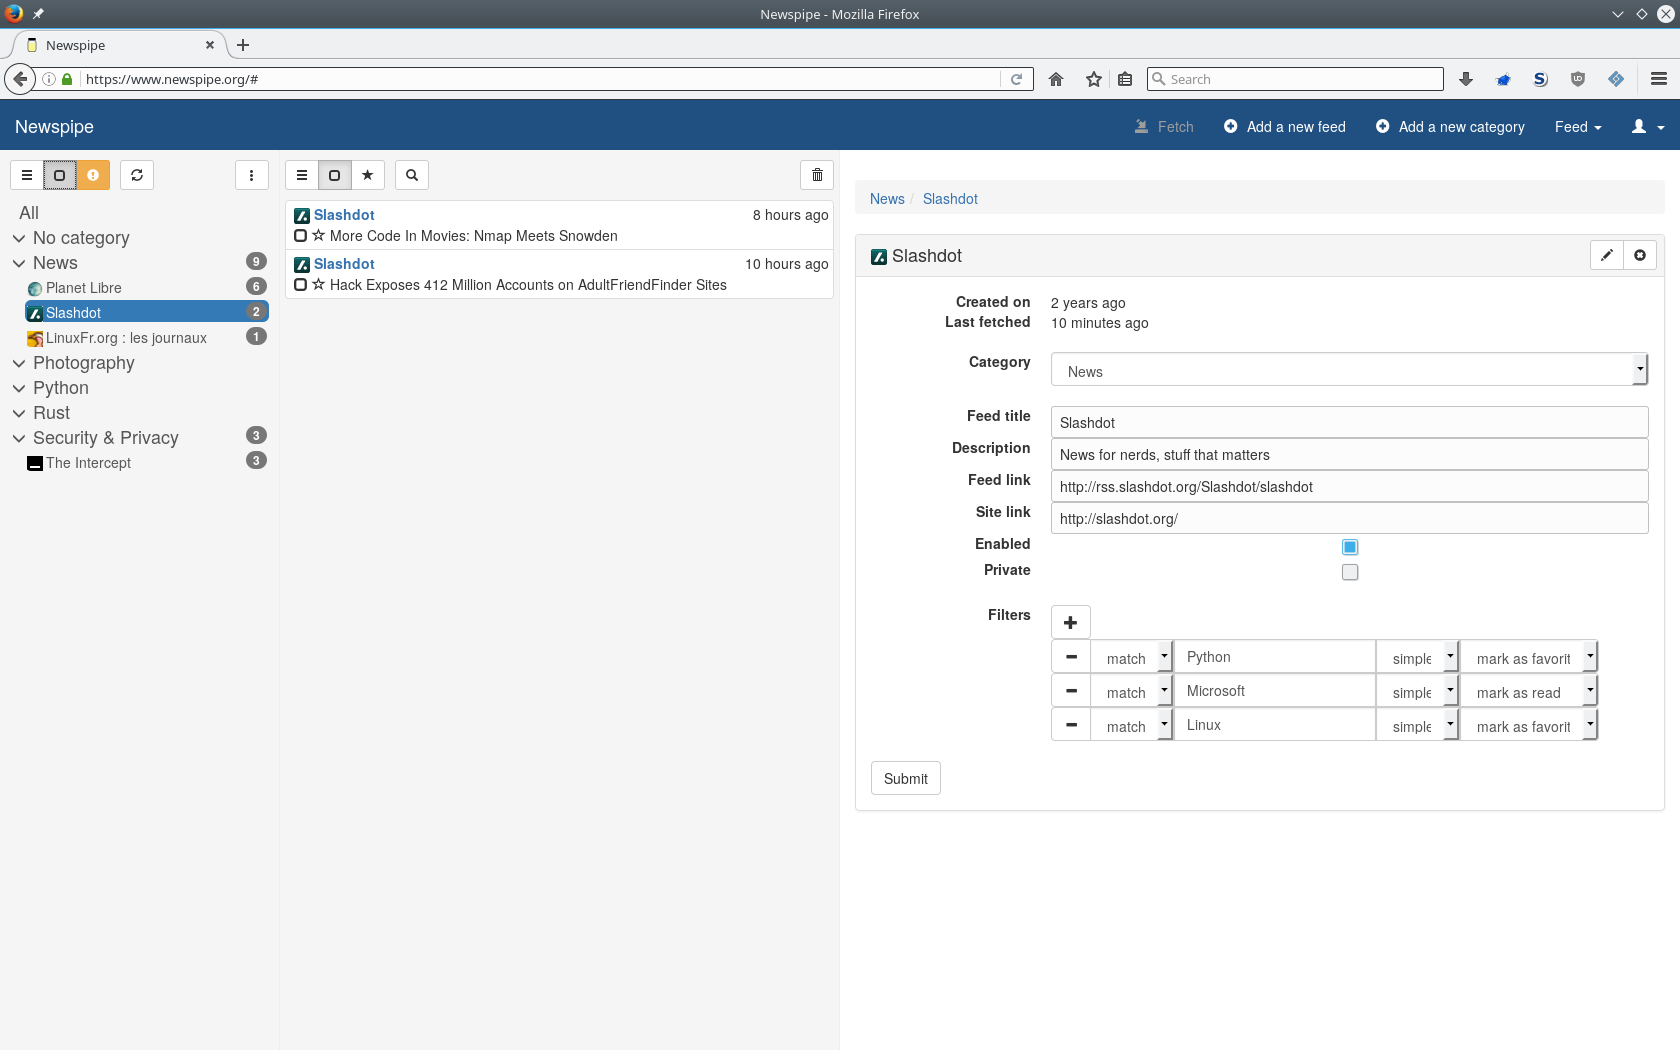 Newspipe - Mozilla Firefox
Newspipe
https://www.newspipe.org/#
Search
Newspipe
Fetch
Add a new feed
Add a new category
Feed
All
No category
News 9
Planet Libre 6
Slashdot 2
LinuxFr.org : les journaux 1
Photography
Python
Rust
Security & Privacy 3
The Intercept 3
Slashdot 8 hours ago
More Code In Movies: Nmap Meets Snowden
Slashdot 10 hours ago
Hack Exposes 412 Million Accounts on AdultFriendFinder Sites
News / Slashdot
Slashdot
Created on 2 years ago
Last fetched 10 minutes ago
Category News
Feed title Slashdot
Description News for nerds, stuff that matters
Feed link http://rss.slashdot.org/Slashdot/slashdot
Site link http://slashdot.org/
Enabled
Private
Filters
match Python simple mark as favorit
match Microsoft simple mark as read
match Linux simple mark as favorit
Submit